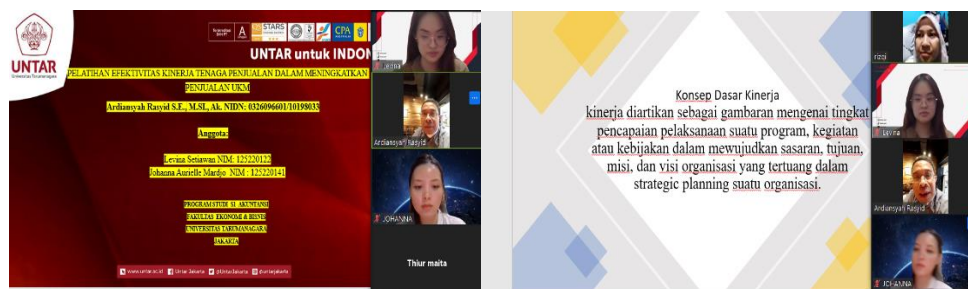 UNTAR
Universitas Tarumanagara
A
STARS
CPA
UNTAR untuk INDON
PELATIHAN EFEKTIVITAS KINERJA TENAGA PENJUALAN DALAM MENINGKATKAN
PENJUALAN UKM
Ardiansyah Rasyid S.E., M.SI., Ak. NIDN: 0326096601/10198033
Anggota:
Levina Setiawan NIM: 125220122
Johanna Aurielle Mardjo NIM : 125220141
PROGRAM STUDI S1 AKUNTANSI
FAKULTAS EKONOMI & BISNIS
UNIVERSITAS TARUMANAGARA
JAKARTA
www.untar.ac.id Untar Jakarta @UntarJakarta @untarjakarta
Levina
Ardiansyah Rasyid
JOHANNA
Thiur maita
Konsep Dasar Kinerja
kinerja diartikan sebagai gambaran mengenai tingkat
pencapaian pelaksanaan suatu program, kegiatan
atau kebijakan dalam mewujudkan sasaran, tujuan,
misi, dan visi organisasi yang tertuang dalam
strategic planning suatu organisasi.
rizqi
Levina
Ardiansyah Rasyid
JOHANNA